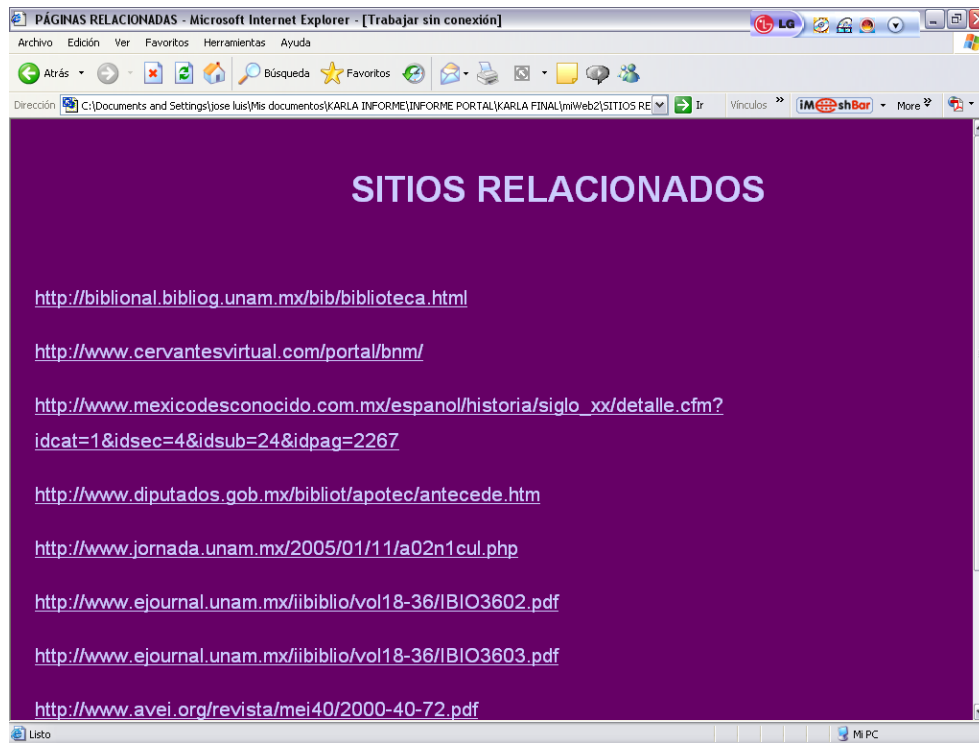 PÁGINAS RELACIONADAS - Microsoft Internet Explorer - [Trabajar sin conexión]
LG
Archivo Edición Ver Favoritos Herramientas Ayuda
Atrás Búsqueda Favoritos
Dirección C:\Documents and Settings\jose luis\Mis documentos\KARLA INFORME\INFORME PORTAL\KARLA FINAL\miWeb2\SITIOS RE Ir Vínculos » iMeshBar More »
SITIOS RELACIONADOS
http://biblional.bibliog.unam.mx/bib/biblioteca.html
http://www.cervantesvirtual.com/portal/bnm/
http://www.mexicodesconocido.com.mx/espanol/historia/siglo_xx/detalle.cfm?
idcat=1&idsec=4&idsub=24&idpag=2267
http://www.diputados.gob.mx/bibliot/apotec/antecede.htm
http://www.jornada.unam.mx/2005/01/11/a02n1cul.php
http://www.ejournal.unam.mx/iibiblio/vol18-36/IBIO3602.pdf
http://www.ejournal.unam.mx/iibiblio/vol18-36/IBIO3603.pdf
http://www.avei.org/revista/mei40/2000-40-72.pdf
Listo Mi PC